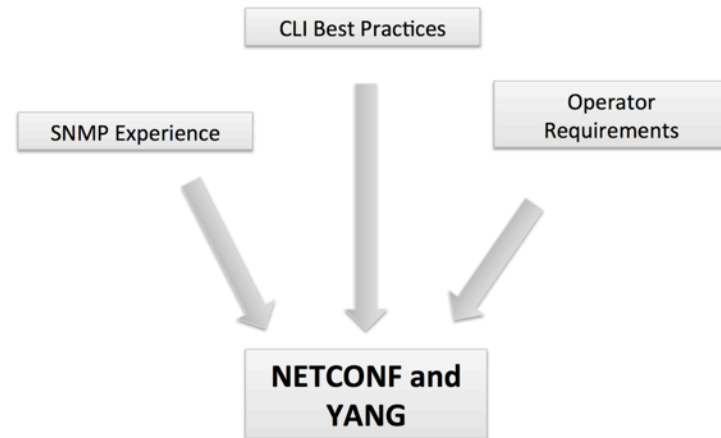 CLI Best Practices
SNMP Experience
Operator
Requirements
NETCONF and
YANG